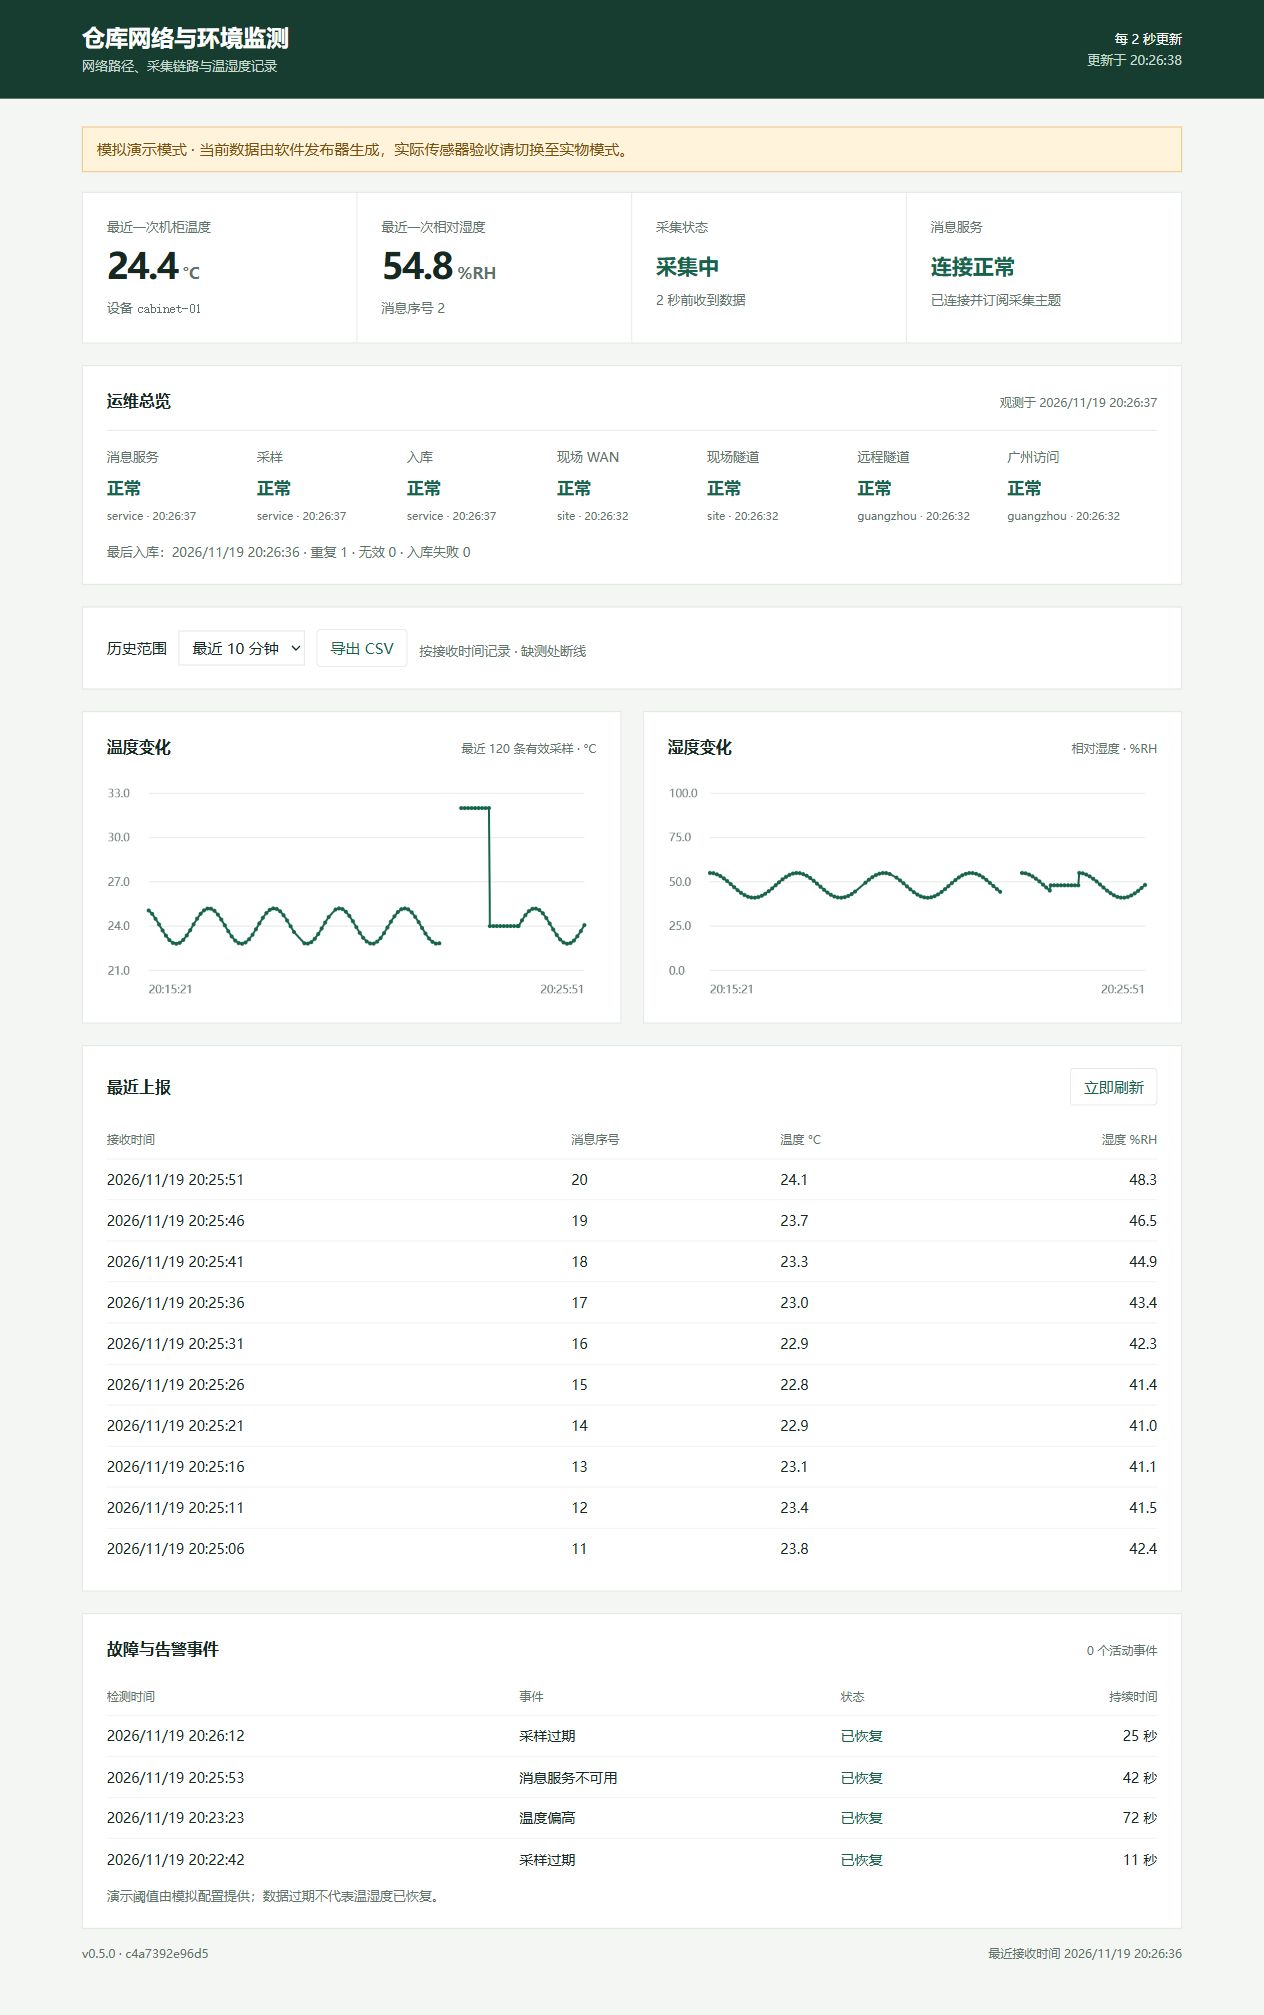 仓库网络与环境监测
网络路径、采集链路与温湿度记录
每 2 秒更新
更新于 20:26:38
模拟演示模式 · 当前数据由软件发布器生成，实际传感器验收请切换至实物模式。
最近一次机柜温度
24.4 °C
设备 cabinet-01
最近一次相对湿度
54.8 %RH
消息序号 2
采集状态
采集中
2 秒前收到数据
消息服务
连接正常
已连接并订阅采集主题
运维总览
观测于 2026/11/19 20:26:37
消息服务
正常
service · 20:26:37
采样
正常
service · 20:26:37
入库
正常
service · 20:26:37
现场 WAN
正常
site · 20:26:32
现场隧道
正常
site · 20:26:32
远程隧道
正常
guangzhou · 20:26:32
广州访问
正常
guangzhou · 20:26:32
最后入库：2026/11/19 20:26:36 · 重复 1 · 无效 0 · 入库失败 0
历史范围 最近 10 分钟 导出 CSV 按接收时间记录 · 缺测处断线
温度变化 最近 120 条有效采样 · °C
33.0
30.0
27.0
24.0
21.0
20:15:21 20:25:51
湿度变化 相对湿度 · %RH
100.0
75.0
50.0
25.0
0.0
20:15:21 20:25:51
最近上报 立即刷新
接收时间 消息序号 温度 °C 湿度 %RH
2026/11/19 20:25:51 20 24.1 48.3
2026/11/19 20:25:46 19 23.7 46.5
2026/11/19 20:25:41 18 23.3 44.9
2026/11/19 20:25:36 17 23.0 43.4
2026/11/19 20:25:31 16 22.9 42.3
2026/11/19 20:25:26 15 22.8 41.4
2026/11/19 20:25:21 14 22.9 41.0
2026/11/19 20:25:16 13 23.1 41.1
2026/11/19 20:25:11 12 23.4 41.5
2026/11/19 20:25:06 11 23.8 42.4
故障与告警事件 0 个活动事件
检测时间 事件 状态 持续时间
2026/11/19 20:26:12 采样过期 已恢复 25 秒
2026/11/19 20:25:53 消息服务不可用 已恢复 42 秒
2026/11/19 20:23:23 温度偏高 已恢复 72 秒
2026/11/19 20:22:42 采样过期 已恢复 11 秒
演示阈值由模拟配置提供；数据过期不代表温湿度已恢复。
v0.5.0 · c4a7392e96d5
最近接收时间 2026/11/19 20:26:36